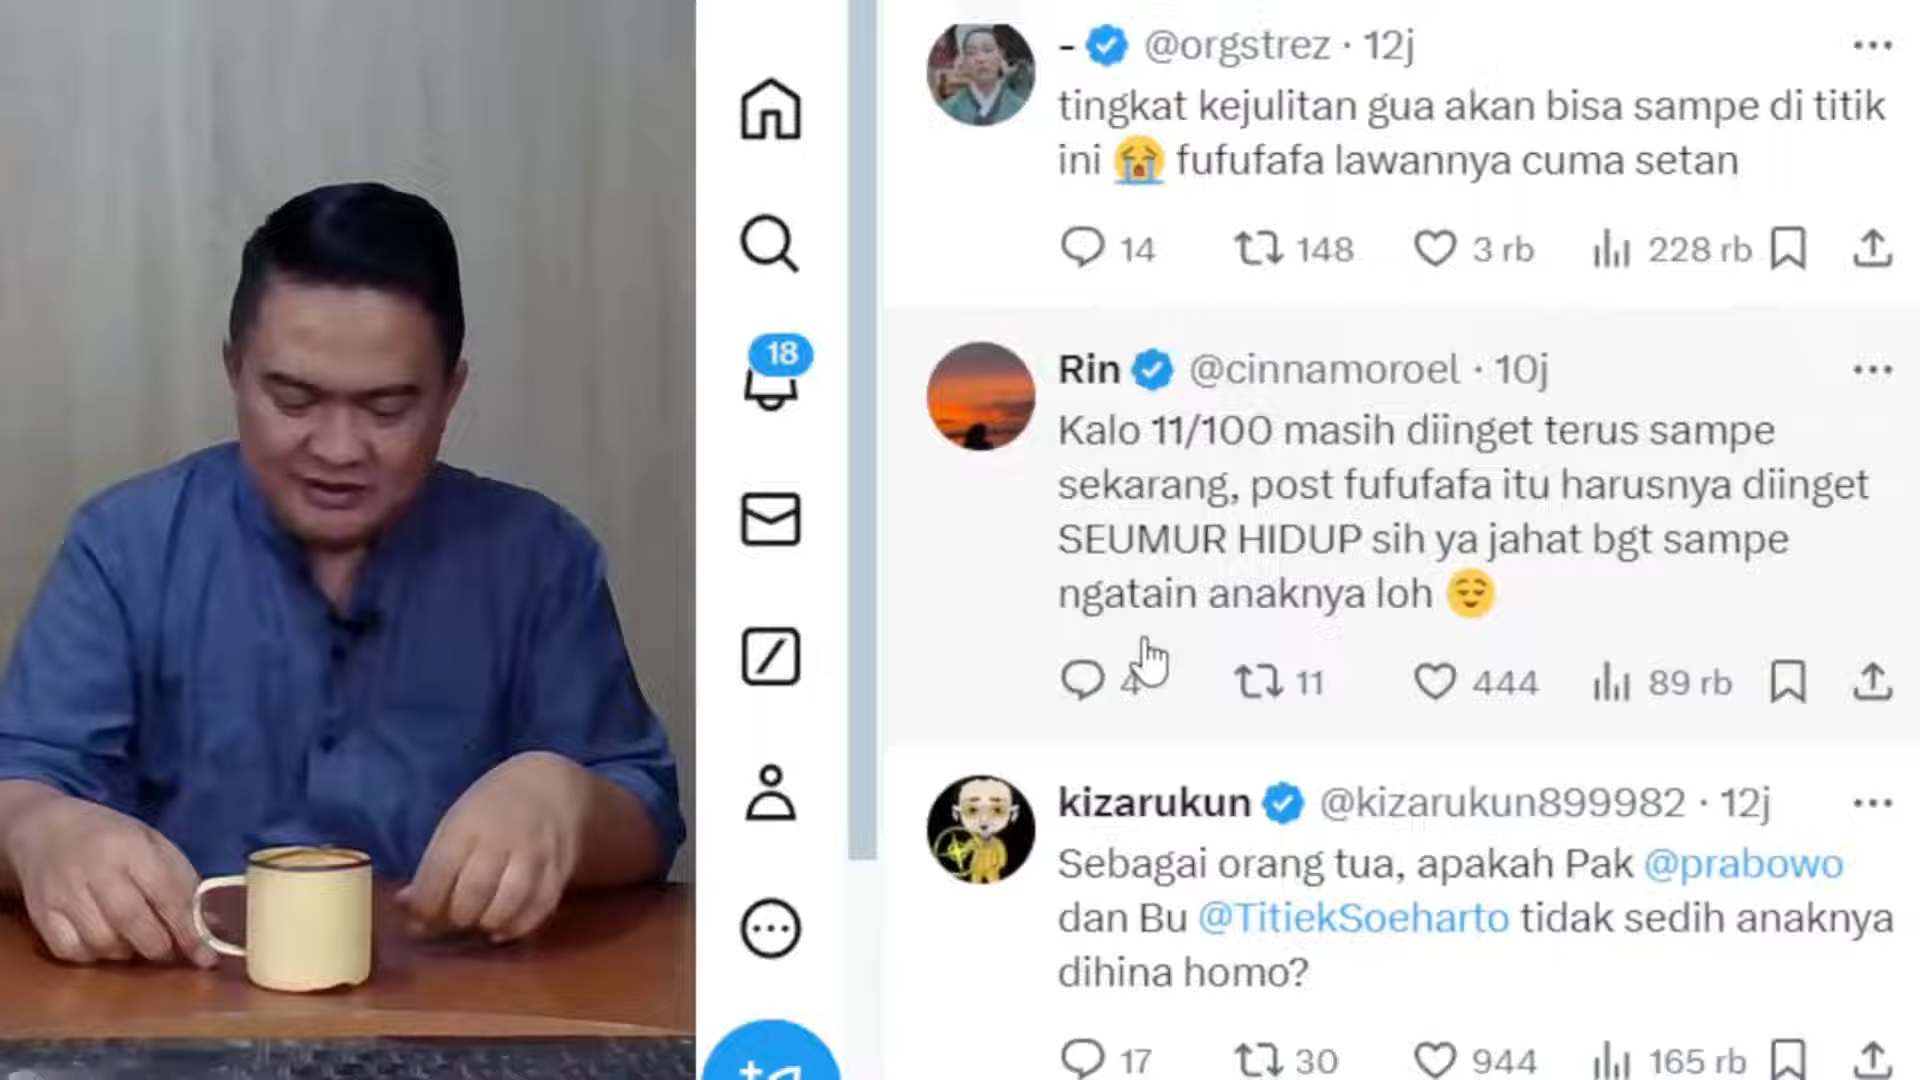 - @orgstrez · 12j
tingkat kejulitan gua akan bisa sampe di titik
ini 😭 fufufafa lawannya cuma setan
14 148 3 rb 228 rb
18
Rin @cinnamoroel · 10j
Kalo 11/100 masih diinget terus sampe
sekarang, post fufufafa itu harusnya diinget
SEUMUR HIDUP sih ya jahat bgt sampe
ngatain anaknya loh 😌
4 11 444 89 rb
kizarukun @kizarukun899982 · 12j
Sebagai orang tua, apakah Pak @prabowo
dan Bu @TitiekSoeharto tidak sedih anaknya
dihina homo?
17 30 944 165 rb